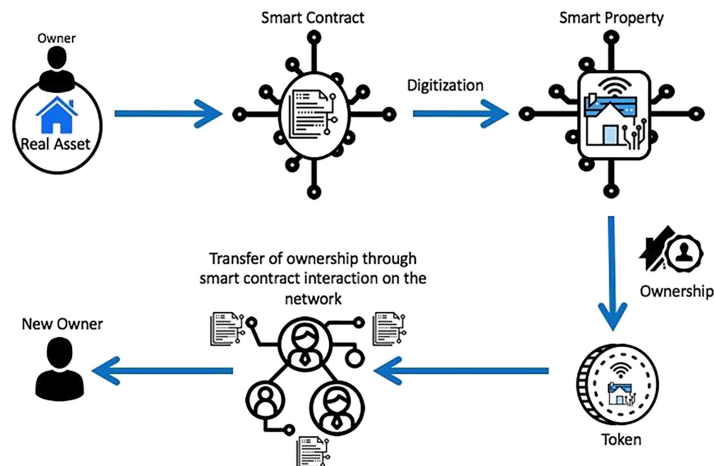 Owner
Real Asset
Smart Contract
Digitization
Smart Property
Ownership
Token
Transfer of ownership through
smart contract interaction on the
network
New Owner